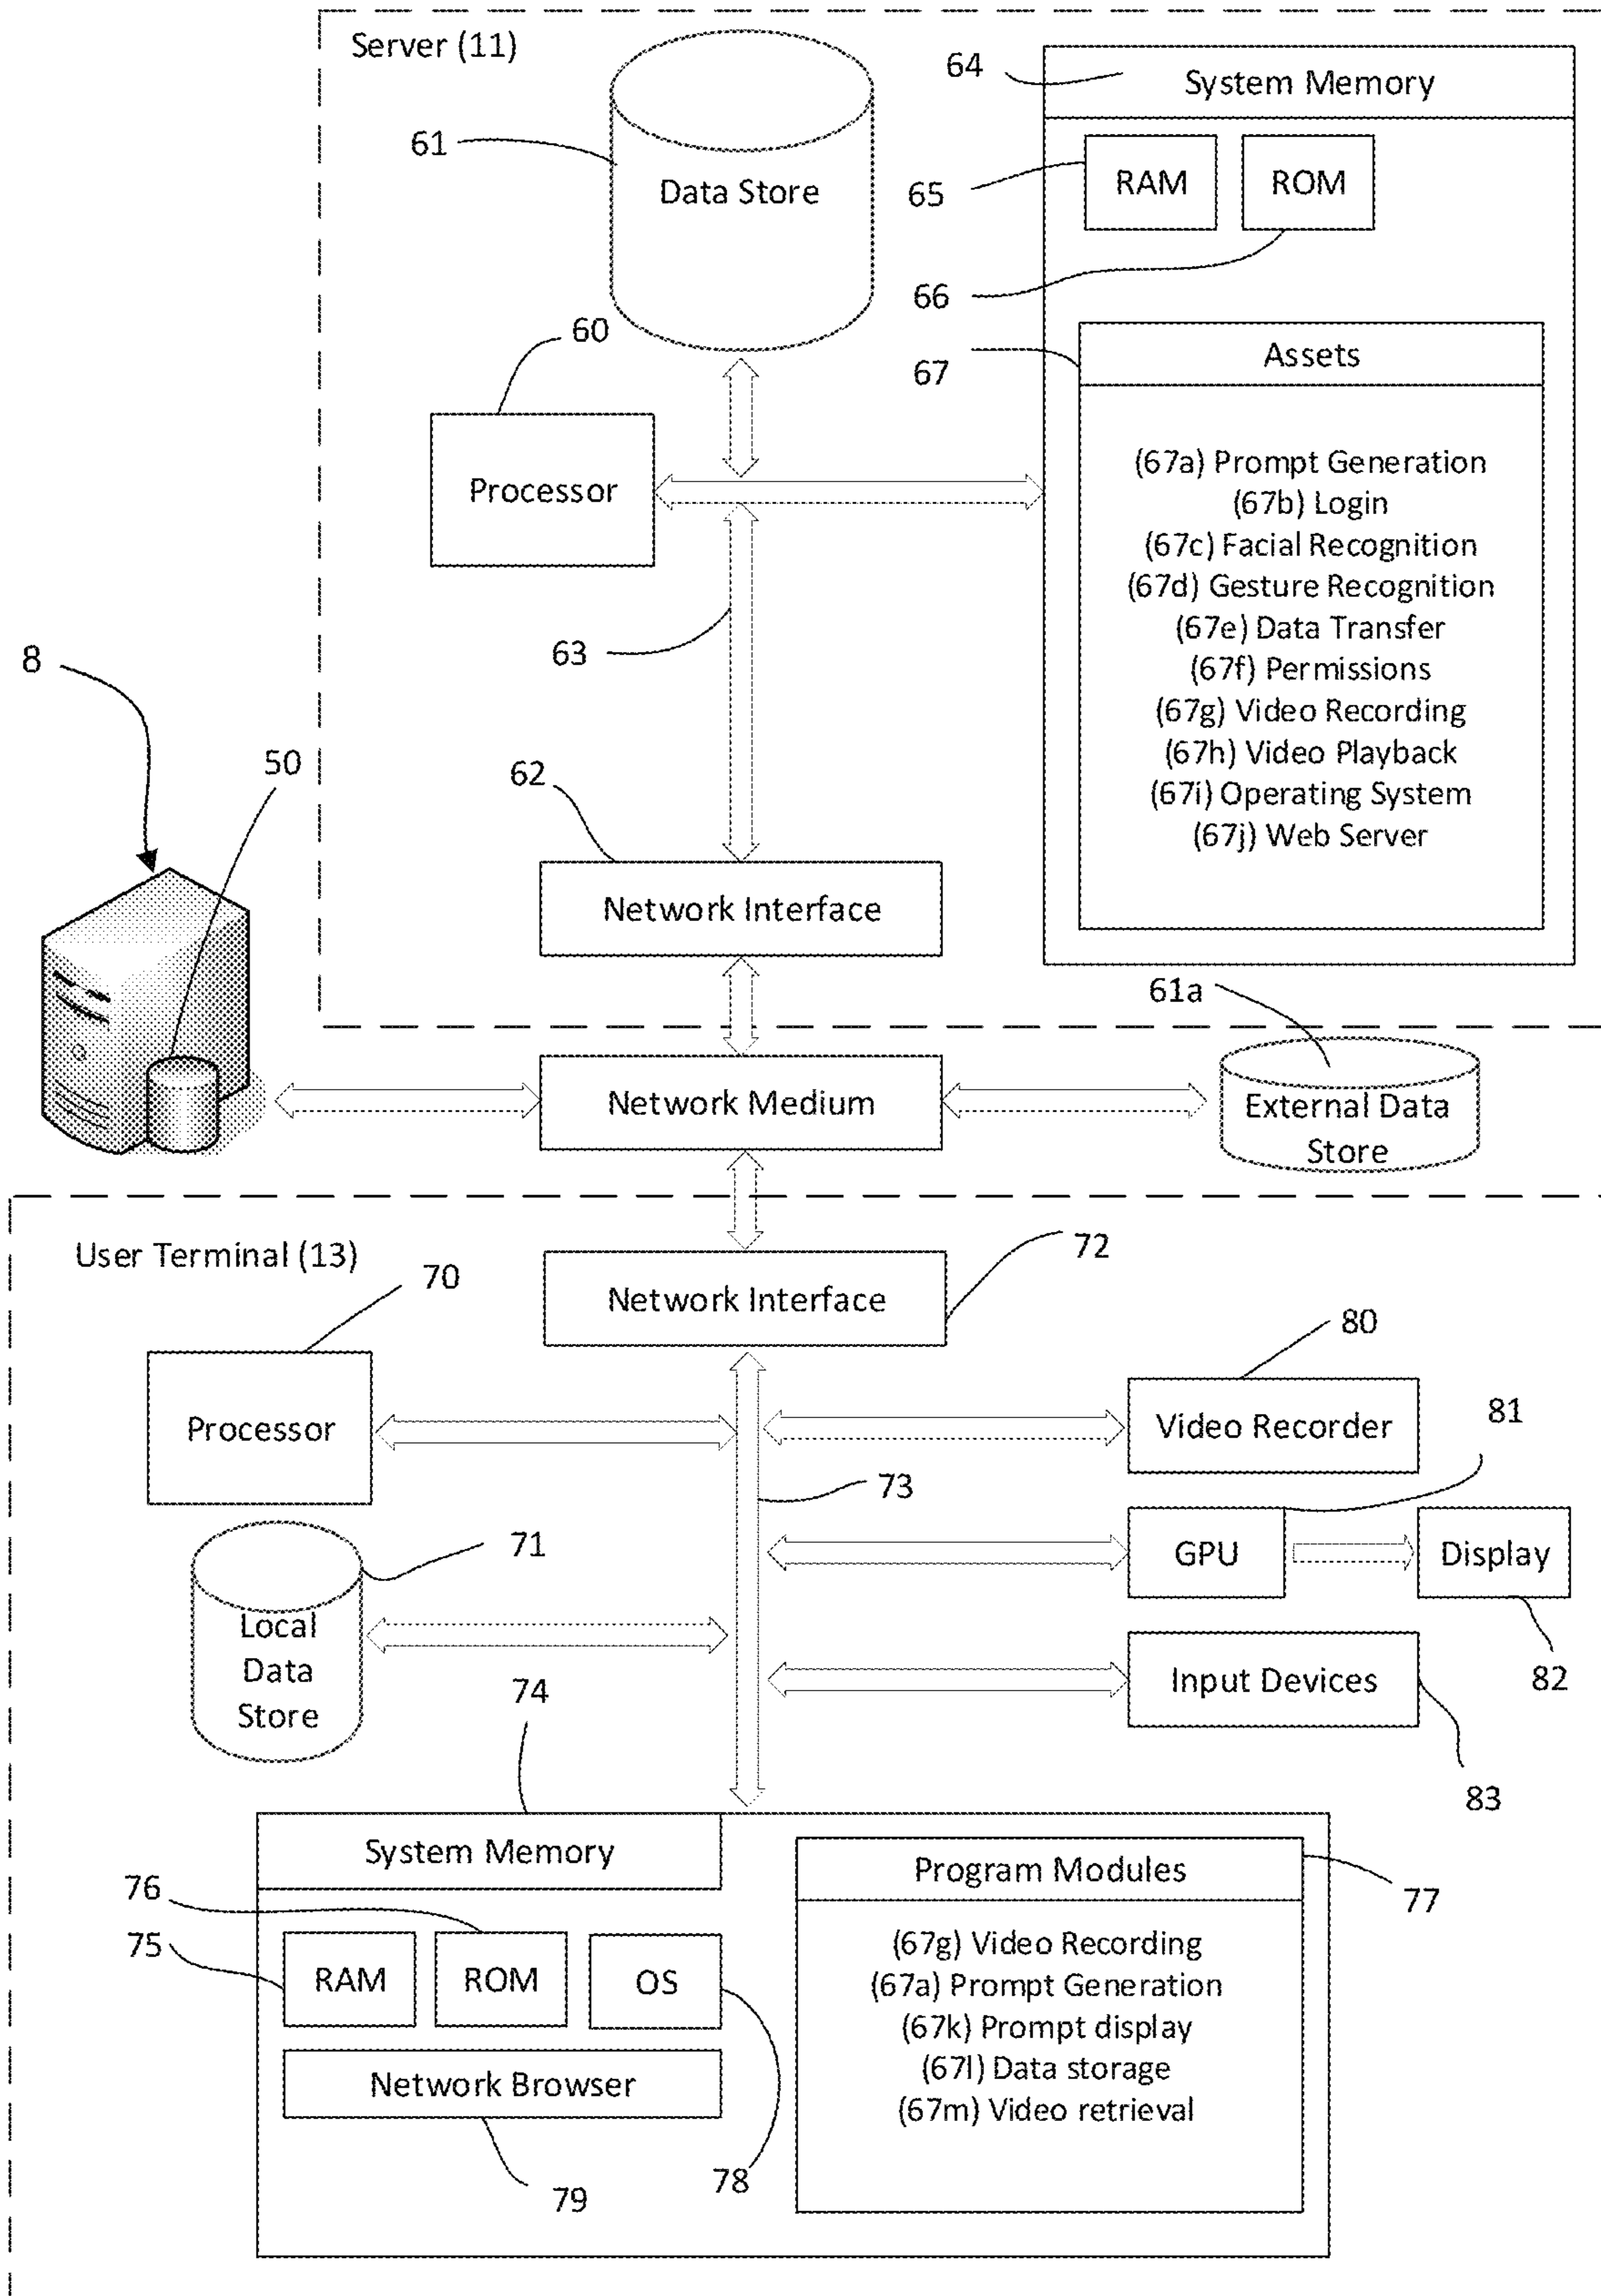 Server (11)
64
System Memory
61
Data Store
65
RAM
ROM
66
60
67
Assets
Processor
(67a) Prompt Generation
(67b) Login
(67c) Facial Recognition
(67d) Gesture Recognition
(67e) Data Transfer
(67f) Permissions
(67g) Video Recording
(67h) Video Playback
(67i) Operating System
(67j) Web Server
63
8
50
62
Network Interface
61a
Network Medium
External Data
Store
User Terminal (13)
70
Network Interface
72
80
Processor
Video Recorder
81
73
71
GPU
Display
Local
Data
Store
74
Input Devices
82
83
System Memory
Program Modules
76
77
75
RAM
ROM
OS
(67g) Video Recording
(67a) Prompt Generation
(67k) Prompt display
(67l) Data storage
(67m) Video retrieval
Network Browser
78
79